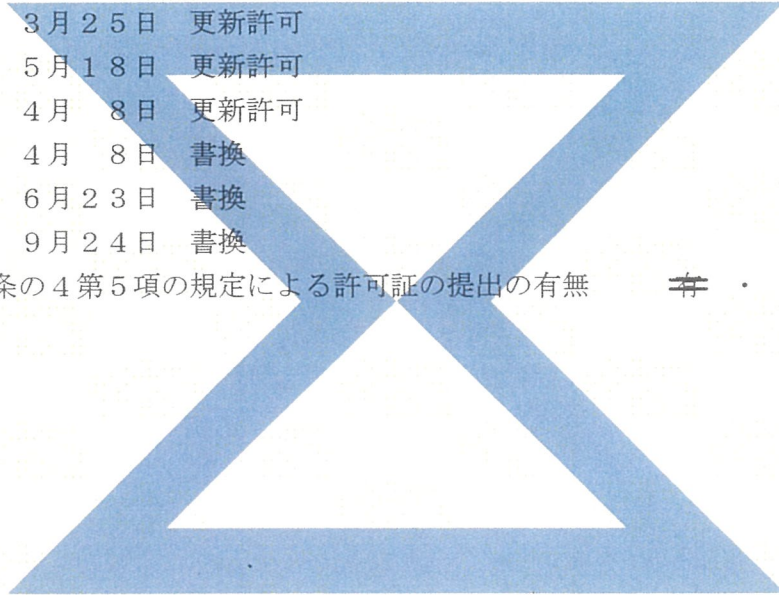 3月25日 更新許可
5月18日 更新許可
4月 8日 更新許可
4月 8日 書換
6月23日 書換
9月24日 書換
条の4第5項の規定による許可証の提出の有無 有 ・